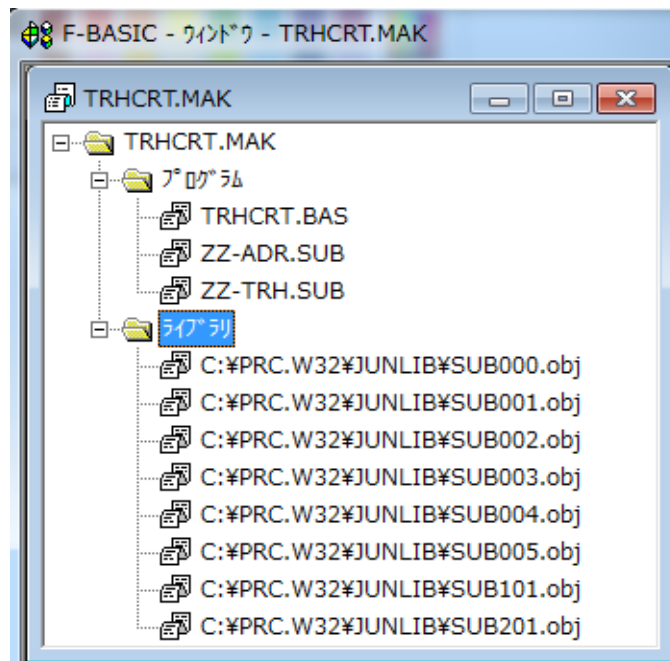 F-BASIC - ｳｨﾝﾄﾞｳ - TRHCRT.MAK
TRHCRT.MAK
TRHCRT.MAK
ﾌﾟﾛｸﾞﾗﾑ
TRHCRT.BAS
ZZ-ADR.SUB
ZZ-TRH.SUB
ﾗｲﾌﾞﾗﾘ
C:¥PRC.W32¥JUNLIB¥SUB000.obj
C:¥PRC.W32¥JUNLIB¥SUB001.obj
C:¥PRC.W32¥JUNLIB¥SUB002.obj
C:¥PRC.W32¥JUNLIB¥SUB003.obj
C:¥PRC.W32¥JUNLIB¥SUB004.obj
C:¥PRC.W32¥JUNLIB¥SUB005.obj
C:¥PRC.W32¥JUNLIB¥SUB101.obj
C:¥PRC.W32¥JUNLIB¥SUB201.obj